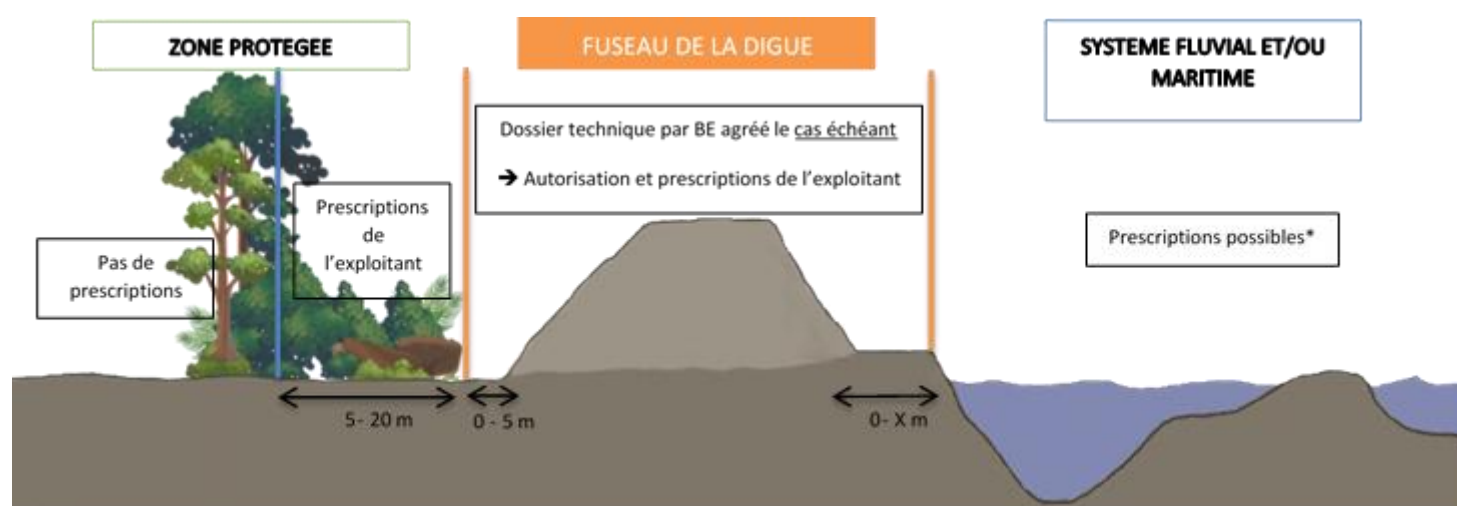 ZONE PROTEGEE
FUSEAU DE LA DIGUE
SYSTEME FLUVIAL ET/OU
MARITIME
Dossier technique par BE agréé le cas échéant
➔ Autorisation et prescriptions de l'exploitant
Prescriptions
de
l'exploitant
Pas de
prescriptions
Prescriptions possibles*
5- 20 m
0 - 5 m
0- X m